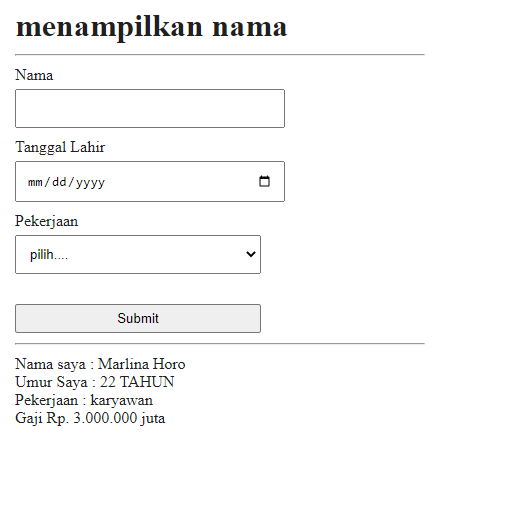 menampilkan nama
Nama
Tanggal Lahir
mm/dd/yyyy
Pekerjaan
pilih....
Submit
Nama saya : Marlina Horo
Umur Saya : 22 TAHUN
Pekerjaan : karyawan
Gaji Rp. 3.000.000 juta